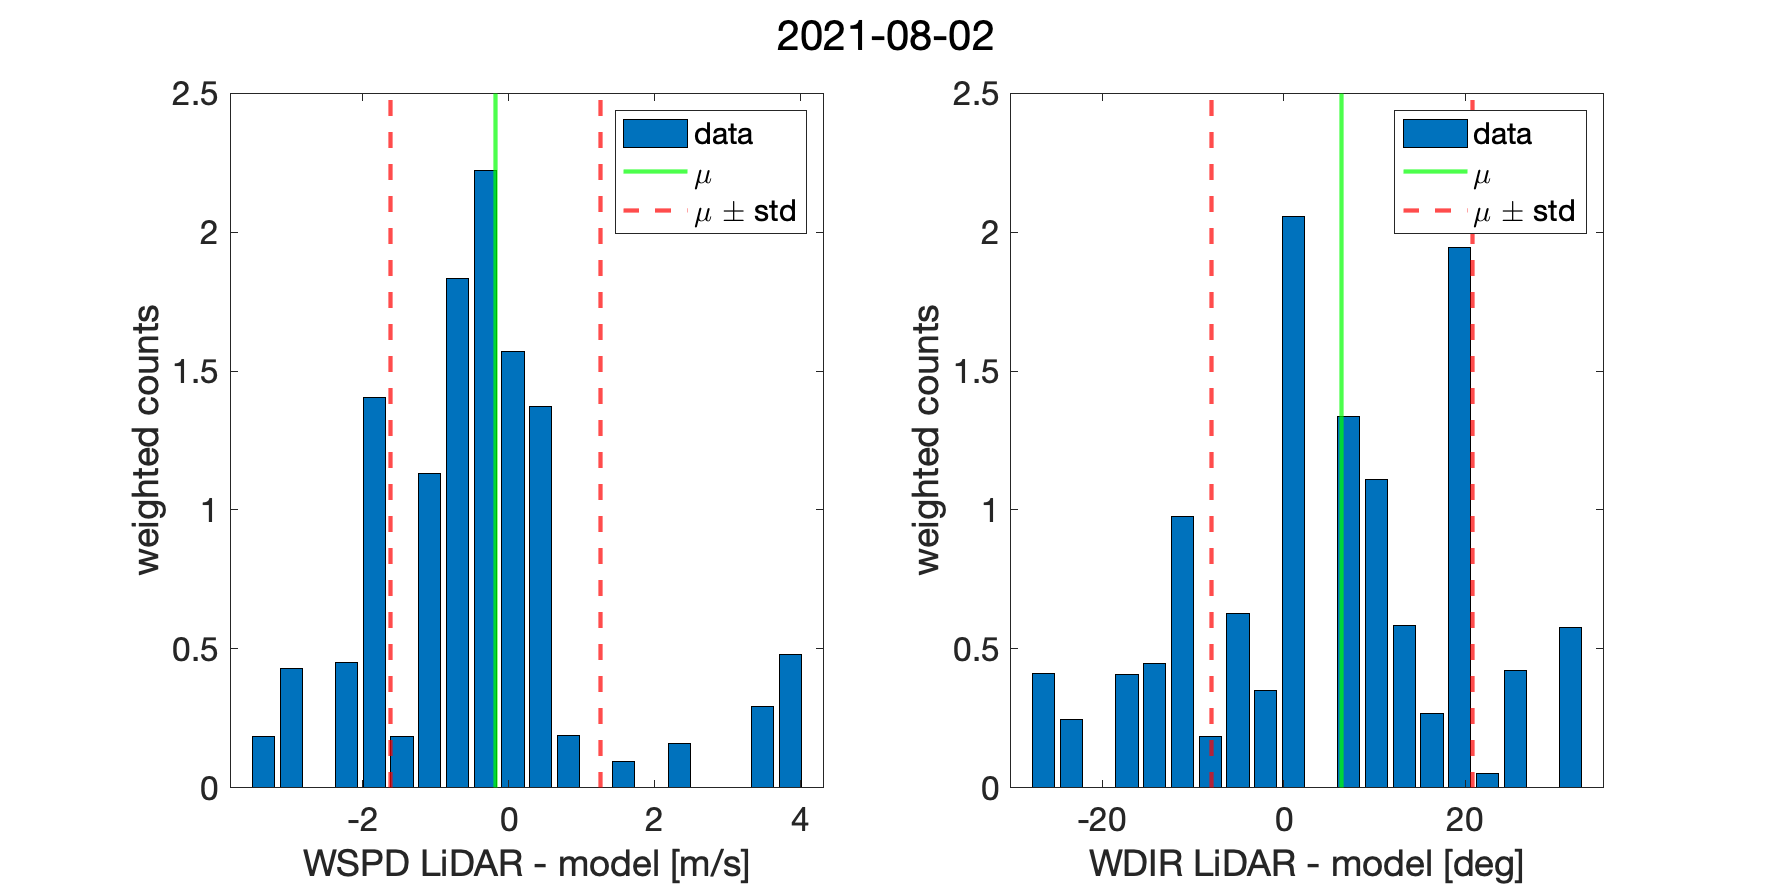 2021-08-02
2.5
2
1.5
1
0.5
0
-2
0
2
4
weighted counts
WSPD LiDAR - model [m/s]
data
μ
μ ± std
2.5
2
1.5
1
0.5
0
-20
0
20
weighted counts
WDIR LiDAR - model [deg]
data
μ
μ ± std